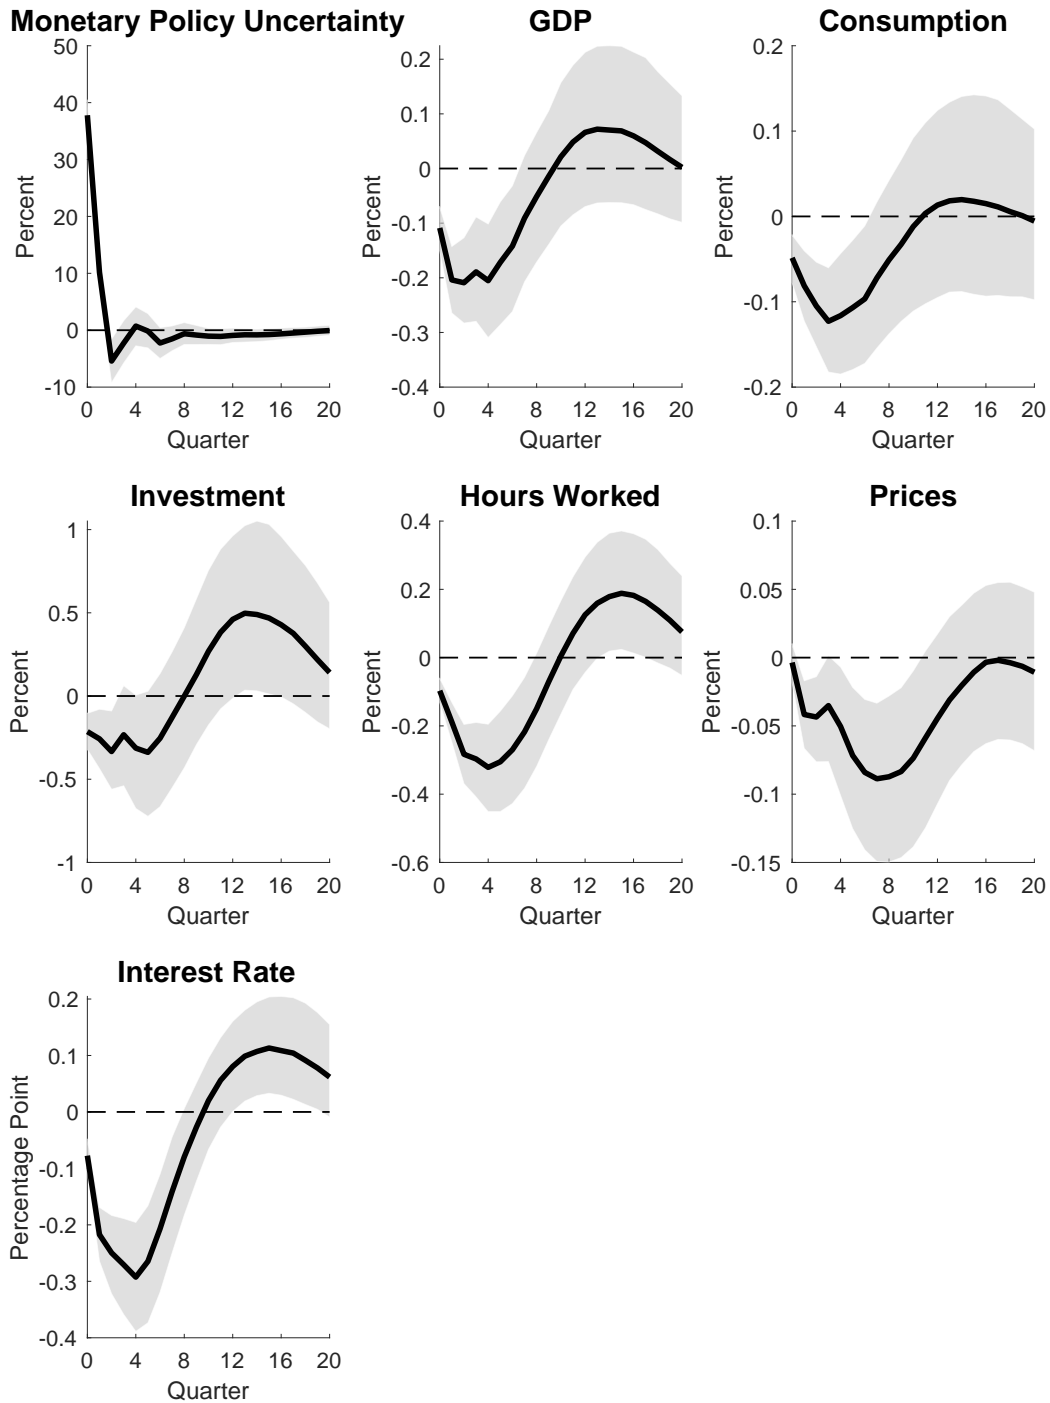 Monetary Policy Uncertainty
50
40
30
20
10
0
-10
Percent
0 4 8 12 16 20
Quarter
GDP
0.2
0.1
0
-0.1
-0.2
-0.3
-0.4
Percent
0 4 8 12 16 20
Quarter
Consumption
0.2
0.1
0
-0.1
-0.2
Percent
0 4 8 12 16 20
Quarter
Investment
1
0.5
0
-0.5
-1
Percent
0 4 8 12 16 20
Quarter
Hours Worked
0.4
0.2
0
-0.2
-0.4
-0.6
Percent
0 4 8 12 16 20
Quarter
Prices
0.1
0.05
0
-0.05
-0.1
-0.15
Percent
0 4 8 12 16 20
Quarter
Interest Rate
0.2
0.1
0
-0.1
-0.2
-0.3
-0.4
Percentage Point
0 4 8 12 16 20
Quarter